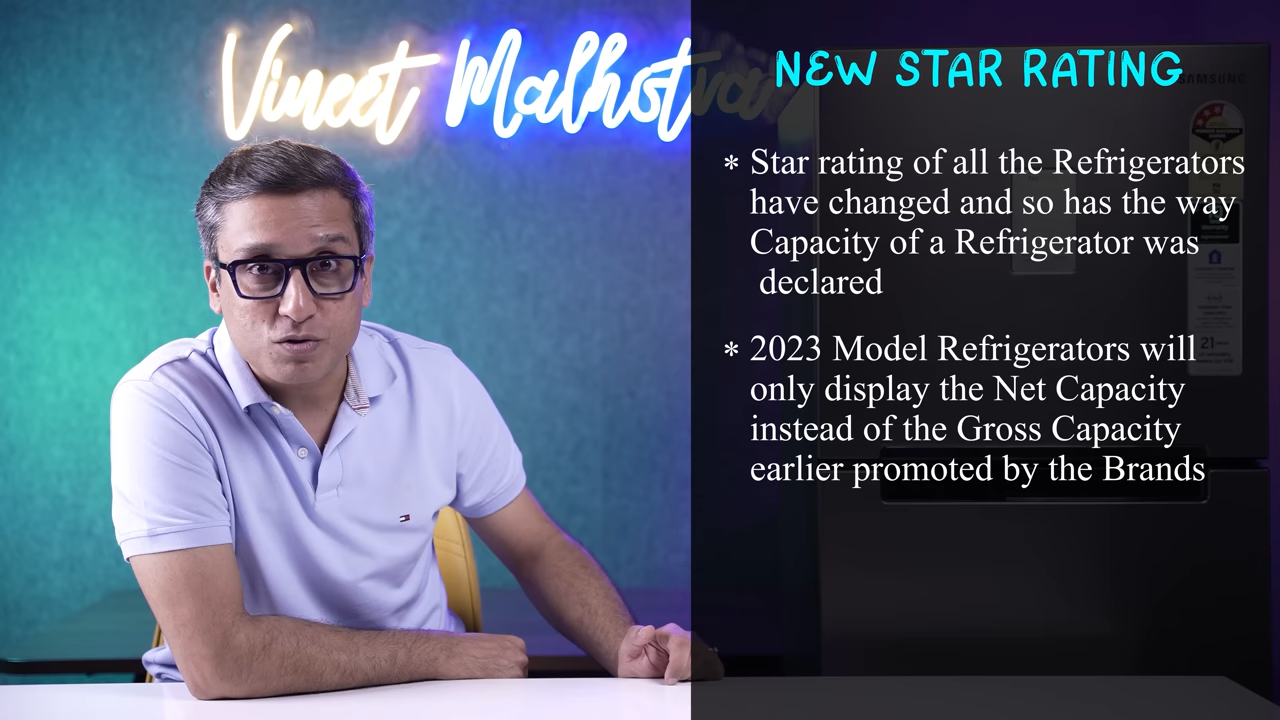 Vineet Malhotra
NEW STAR RATING
SAMSUNG
* Star rating of all the Refrigerators
have changed and so has the way
Capacity of a Refrigerator was
declared
* 2023 Model Refrigerators will
only display the Net Capacity
instead of the Gross Capacity
earlier promoted by the Brands
21